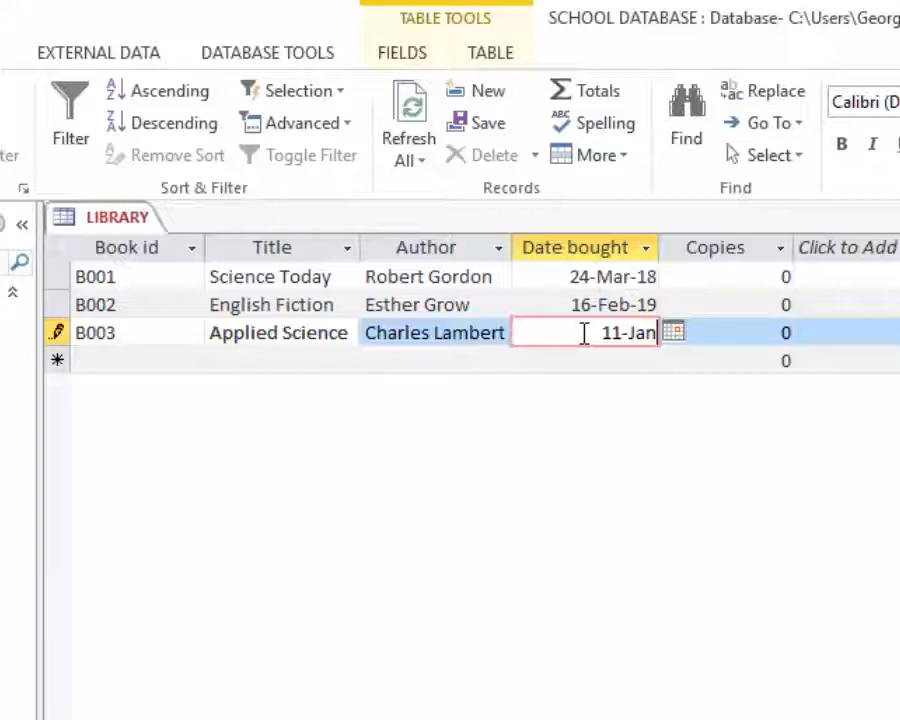 TABLE TOOLS
SCHOOL DATABASE : Database- C:\Users\Georg
EXTERNAL DATA DATABASE TOOLS FIELDS TABLE
Filter
Ascending
Descending
Remove Sort
Selection
Advanced
Toggle Filter
Sort & Filter
Refresh
All
New
Save
Delete
Totals
Spelling
More
Records
Find
Replace
Go To
Select
Find
Calibri (D
B I
LIBRARY
Book id Title Author Date bought Copies Click to Add
B001 Science Today Robert Gordon 24-Mar-18 0
B002 English Fiction Esther Grow 16-Feb-19 0
B003 Applied Science Charles Lambert 11-Jan 0
0